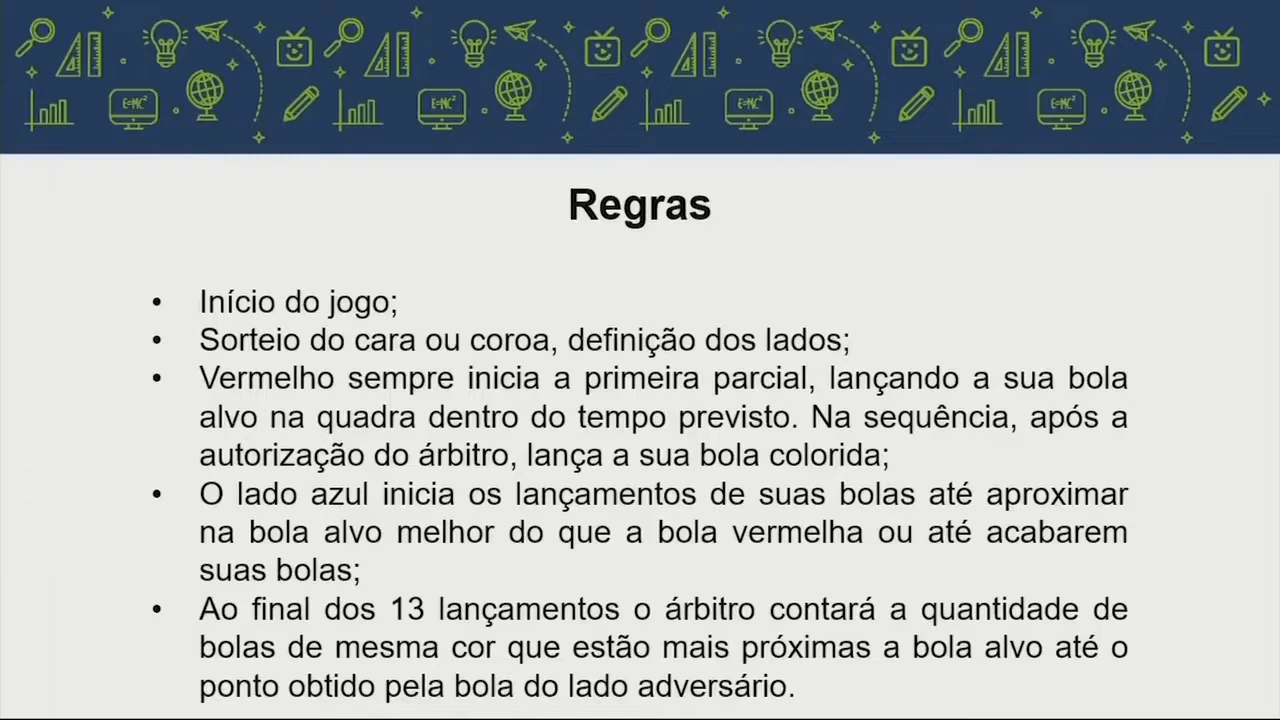 E=MC² E=MC² E=MC² E=MC²
Regras
• Início do jogo;
• Sorteio do cara ou coroa, definição dos lados;
• Vermelho sempre inicia a primeira parcial, lançando a sua bola
alvo na quadra dentro do tempo previsto. Na sequência, após a
autorização do árbitro, lança a sua bola colorida;
• O lado azul inicia os lançamentos de suas bolas até aproximar
na bola alvo melhor do que a bola vermelha ou até acabarem
suas bolas;
• Ao final dos 13 lançamentos o árbitro contará a quantidade de
bolas de mesma cor que estão mais próximas a bola alvo até o
ponto obtido pela bola do lado adversário.